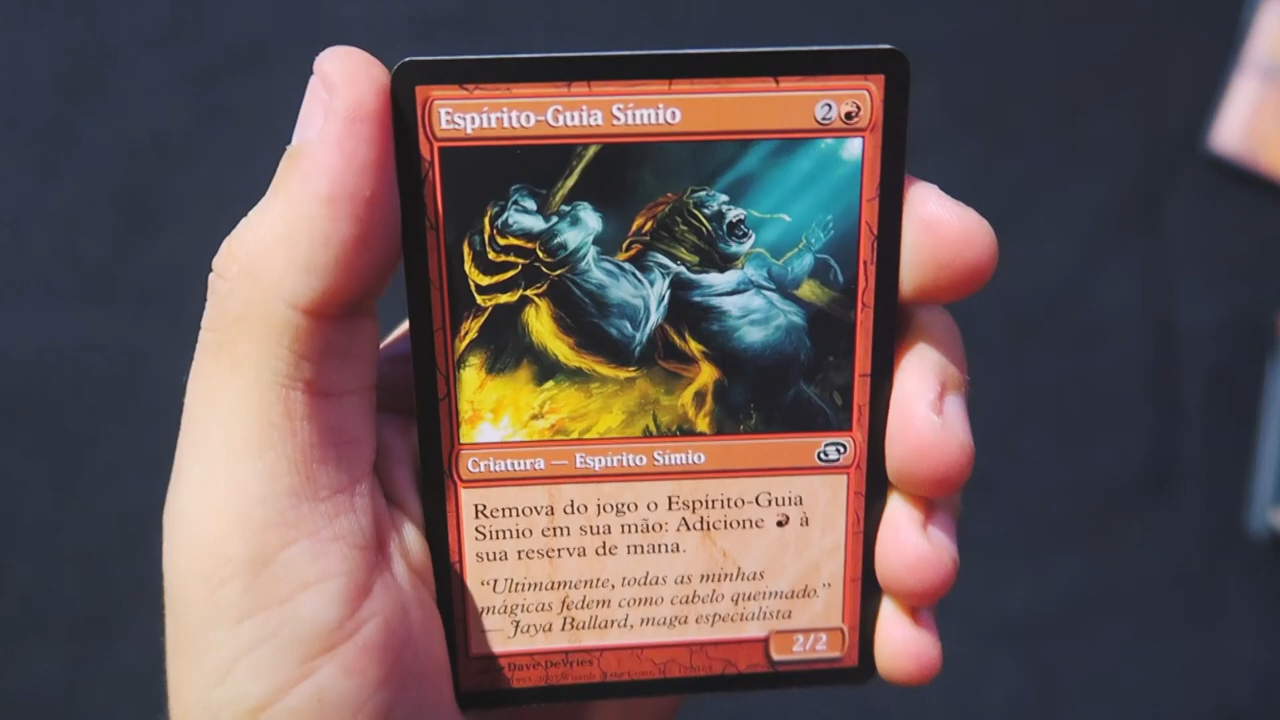 Espírito-Guia Símio 2
Criatura — Espírito Símio
Remova do jogo o Espírito-Guia
Símio em sua mão: Adicione à
sua reserva de mana.
“Ultimamente, todas as minhas
mágicas fedem como cabelo queimado.”
— Jaya Ballard, maga especialista
2/2
Dave DeVries